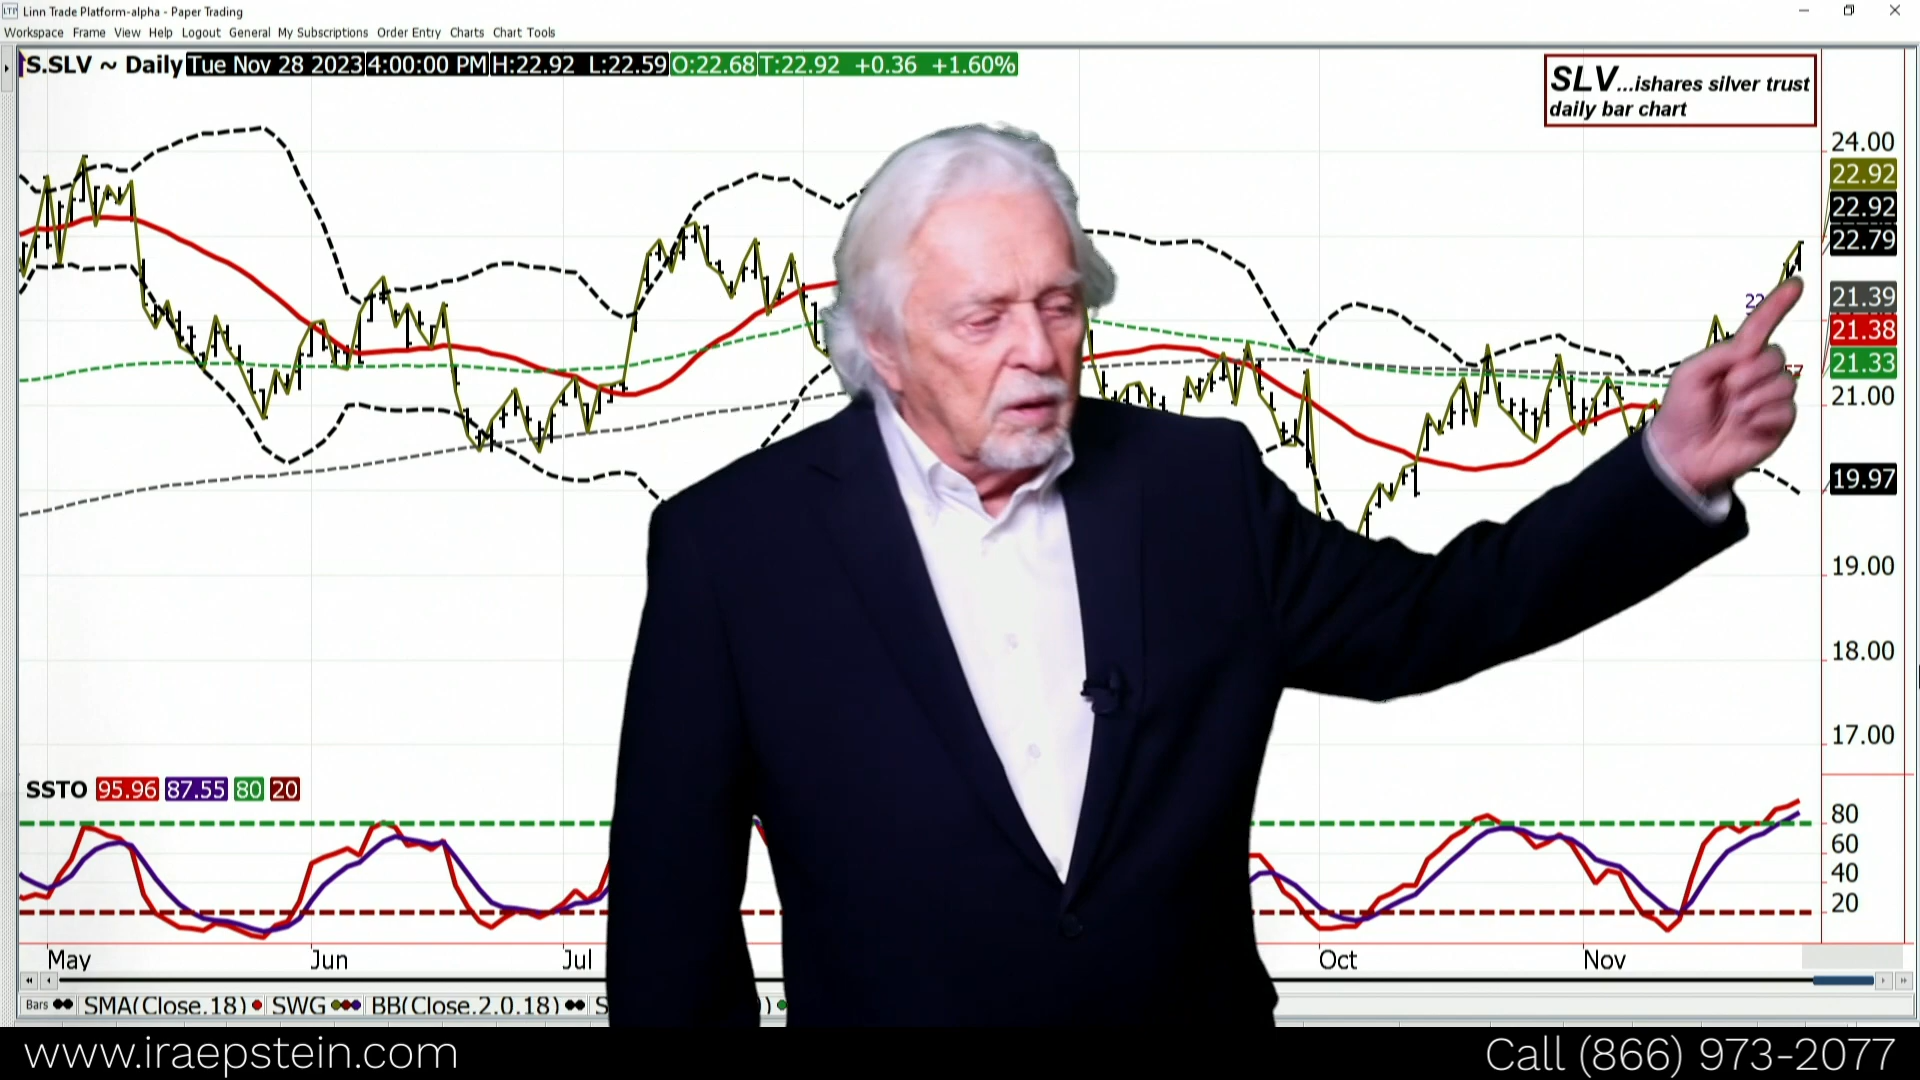 Linn Trade Platform-alpha - Paper Trading
Workspace Frame View Help Logout General My Subscriptions Order Entry Charts Chart Tools
S.SLV ~ Daily Tue Nov 28 2023 4:00:00 PM H:22.92 L:22.59 O:22.68 T:22.92 +0.36 +1.60%
SLV...ishares silver trust
daily bar chart
24.00
22.92
22.92
22.79
21.39
21.38
21.33
21.00
19.97
19.00
18.00
17.00
SSTO 95.96 87.55 80 20
80
60
40
20
May Jun Jul Oct Nov
Bars SMA(Close,18) SWG BB(Close,2.0,18)
www.iraepstein.com Call (866) 973-2077